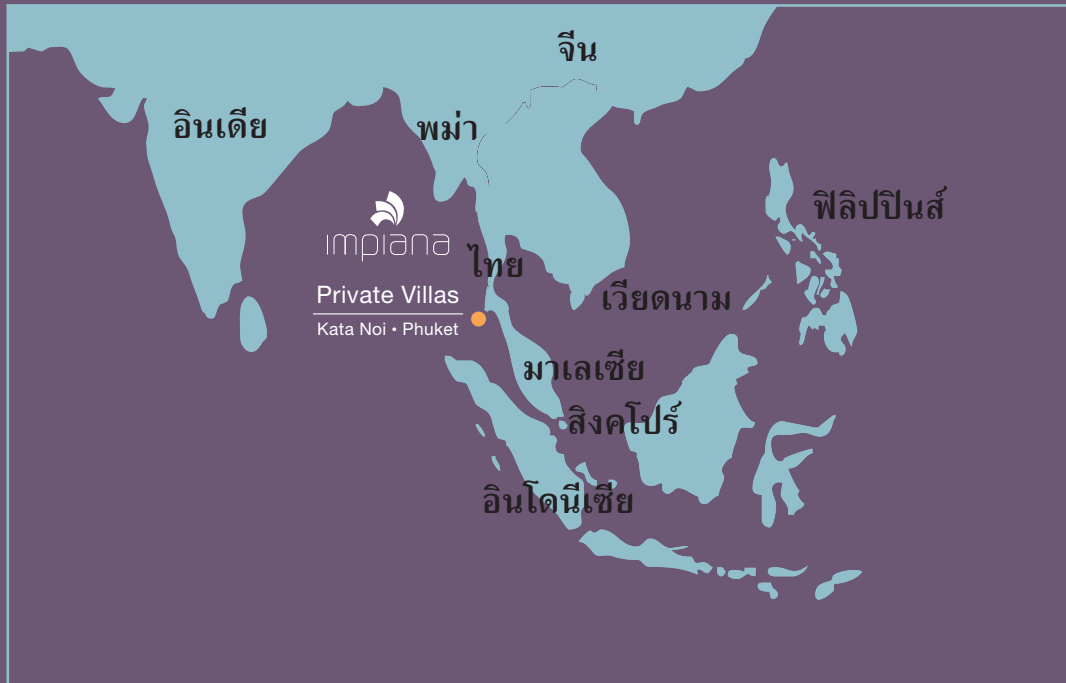 จีน
อินเดีย
พม่า
ฟิลิปปินส์
impiana
ไทย
Private Villas
เวียดนาม
Kata Noi • Phuket
มาเลเซีย
สิงคโปร์
อินโดนีเซีย